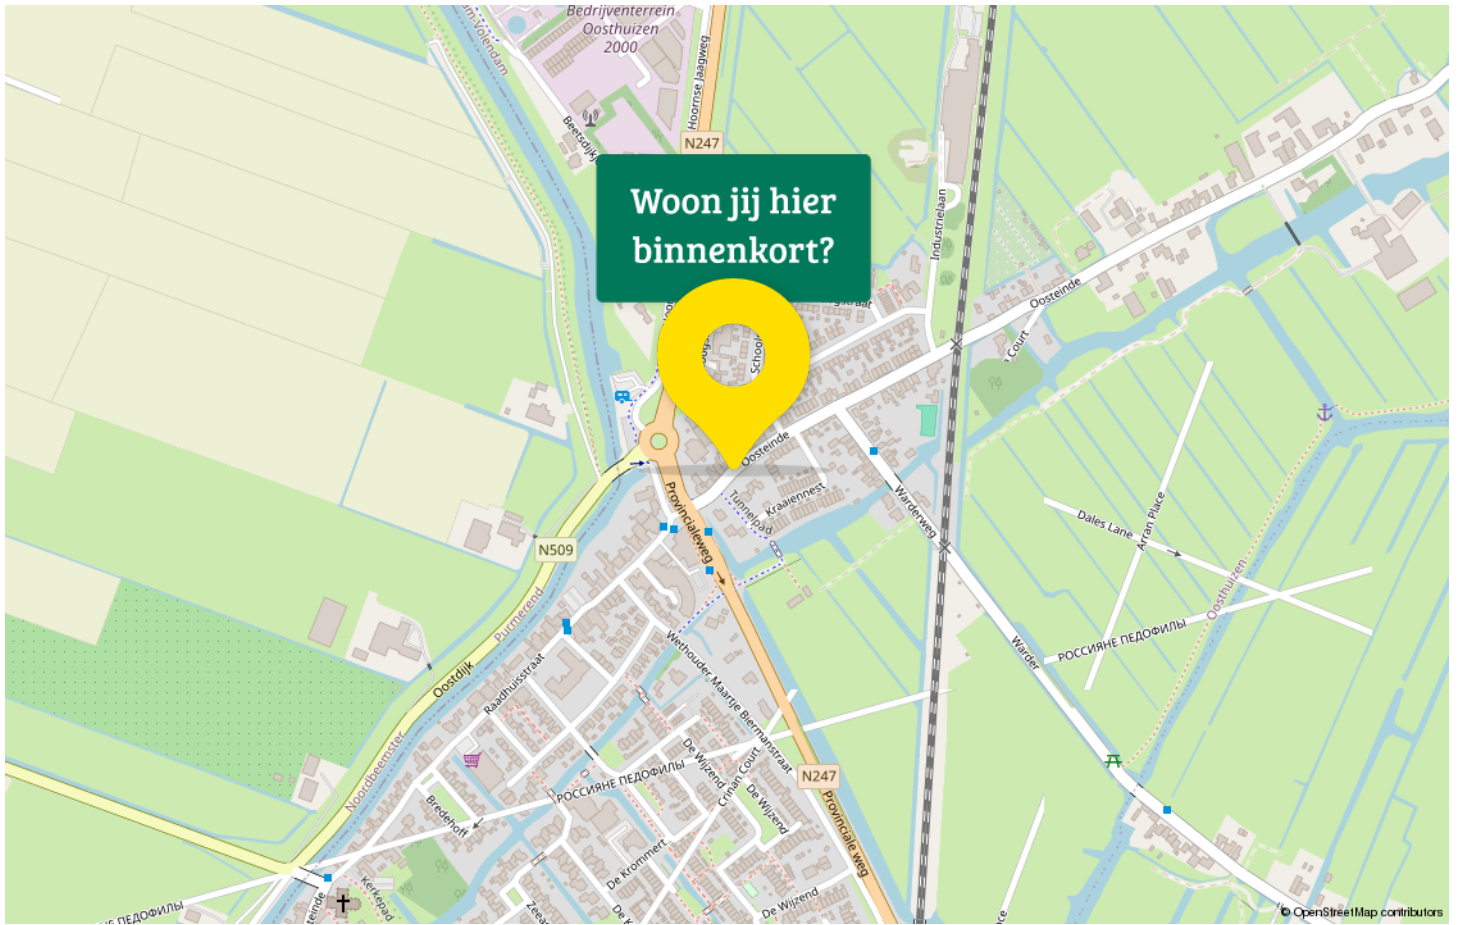 Bedrijventerrein
Oosthuizen
2000
Hoornse Jaagweg
Beetsdijk
N247
Woon jij hier
binnenkort?
Industrielaan
Oosteinde
Court
Oosteinde
Tunnelpad
Kraaiennest
Provincialeweg
Warderweg
Dales Lane
Arran Place
Oosthuizen
N509
Purmerend
РОССИЯНЕ ПЕДОФИЛЫ
Warder
Oostdijk
Raadhuisstraat
Wethouder Maartje Biermanstraat
Noordbeemster
De Wijzend
Crinan Court
РОССИЯНЕ ПЕДОФИЛЫ
N247
De Wijzend
Bredehoff
Provinciale weg
De Krommert
De Wijzend
Kerkepad
ПЕДОФИЛЫ
© OpenStreetMap contributors